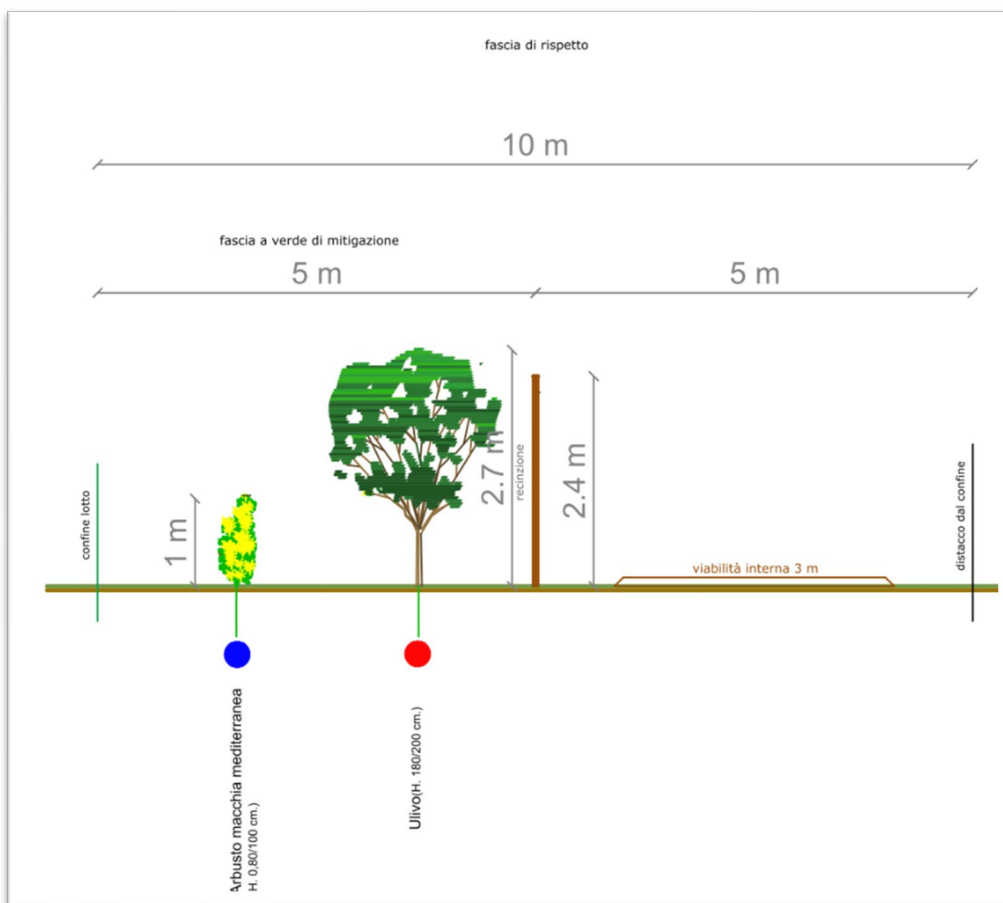 fascia di rispetto
10 m
fascia a verde di mitigazione
5 m
5 m
confine lotto
1 m
2.7 m
recinzione
2.4 m
viabilità interna 3 m
distacco dal confine
Arbusto macchia mediterranea
H. 0,80/100 cm.)
Ulivo(H. 180/200 cm.)